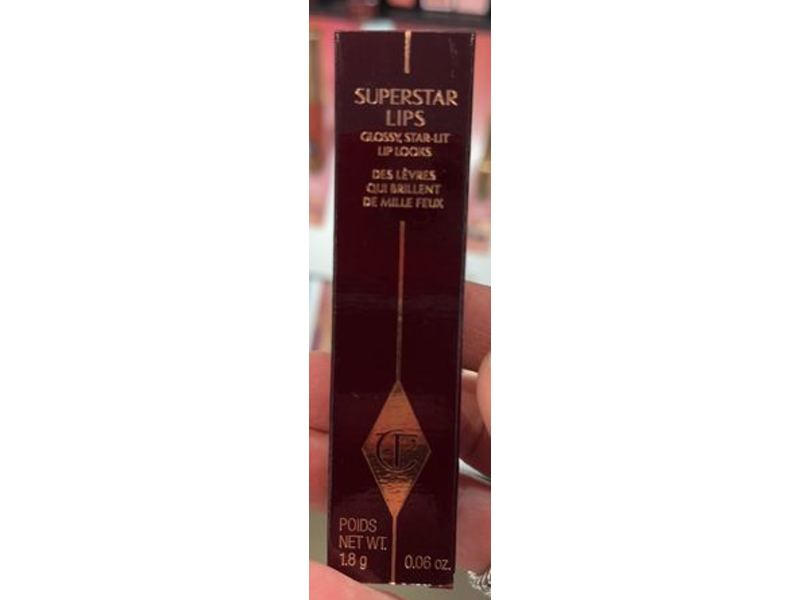 SUPERSTAR
LIPS
GLOSSY, STAR-LIT
LIP LOOKS
DES LÈVRES
QUI BRILLENT
DE MILLE FEUX
CT
POIDS
NET WT.
1.8 g 0.06 oz.